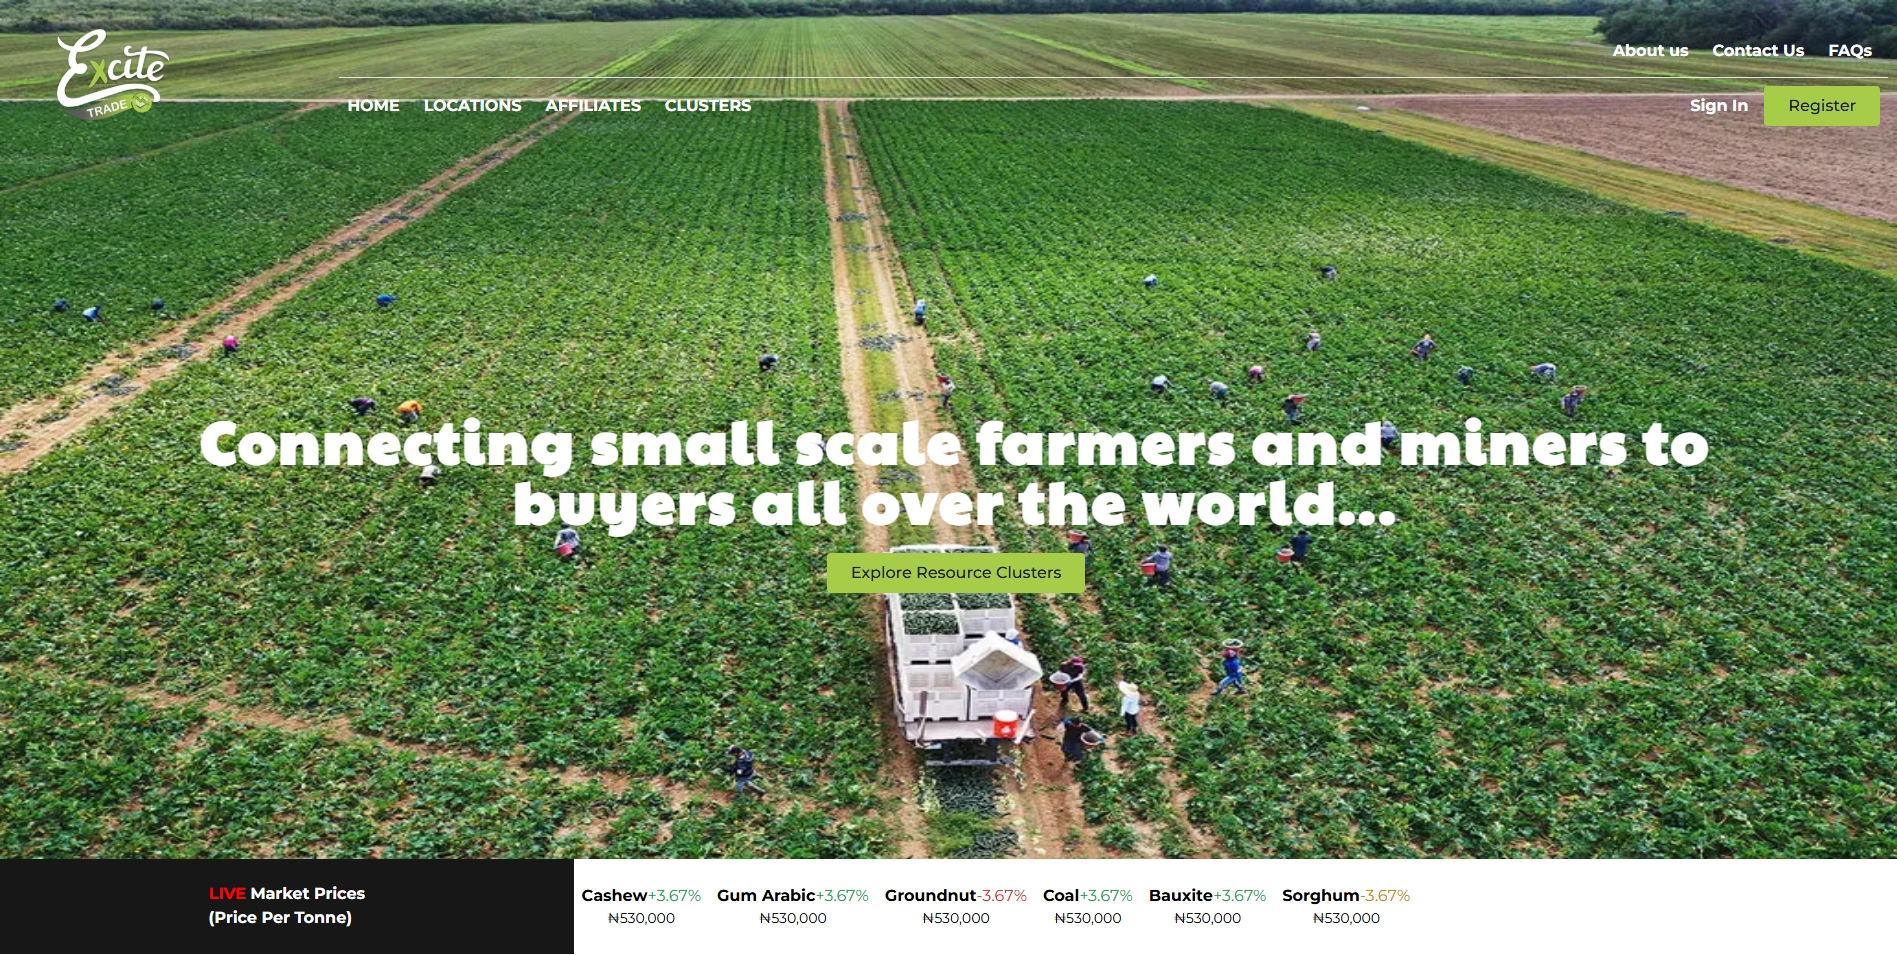 Excite
TRADE
About us Contact Us FAQs
HOME LOCATIONS AFFILIATES CLUSTERS
Sign In Register
Connecting small scale farmers and miners to
buyers all over the world...
Explore Resource Clusters
LIVE Market Prices
(Price Per Tonne)
Cashew+3.67% Gum Arabic+3.67% Groundnut-3.67% Coal+3.67% Bauxite+3.67% Sorghum-3.67%
₦530,000 ₦530,000 ₦530,000 ₦530,000 ₦530,000 ₦530,000